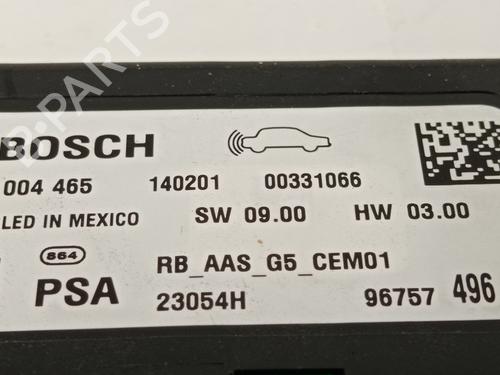 BOSCH
004 465 140201 00331066
LED IN MEXICO SW 09.00 HW 03.00
864 RB_AAS_G5_CEM01
PSA 23054H 96757 496
B-PARTS